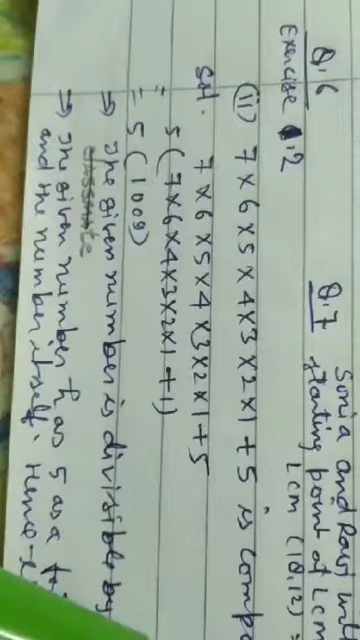 Q.6
Exercise 1.2
(ii) 7×6×5×4×3×2×1+5 is
Sol. 7×6×5×4×3×2×1+5
5(7×6×4×3×2×1+1)
= 5(1009)
⇒ The given number is divisible by
⇒ The given number has 5 as a
and the number itself. Hence
Q.7 Sonia and Ravi
starting point at LCM
LCM (18,12) =